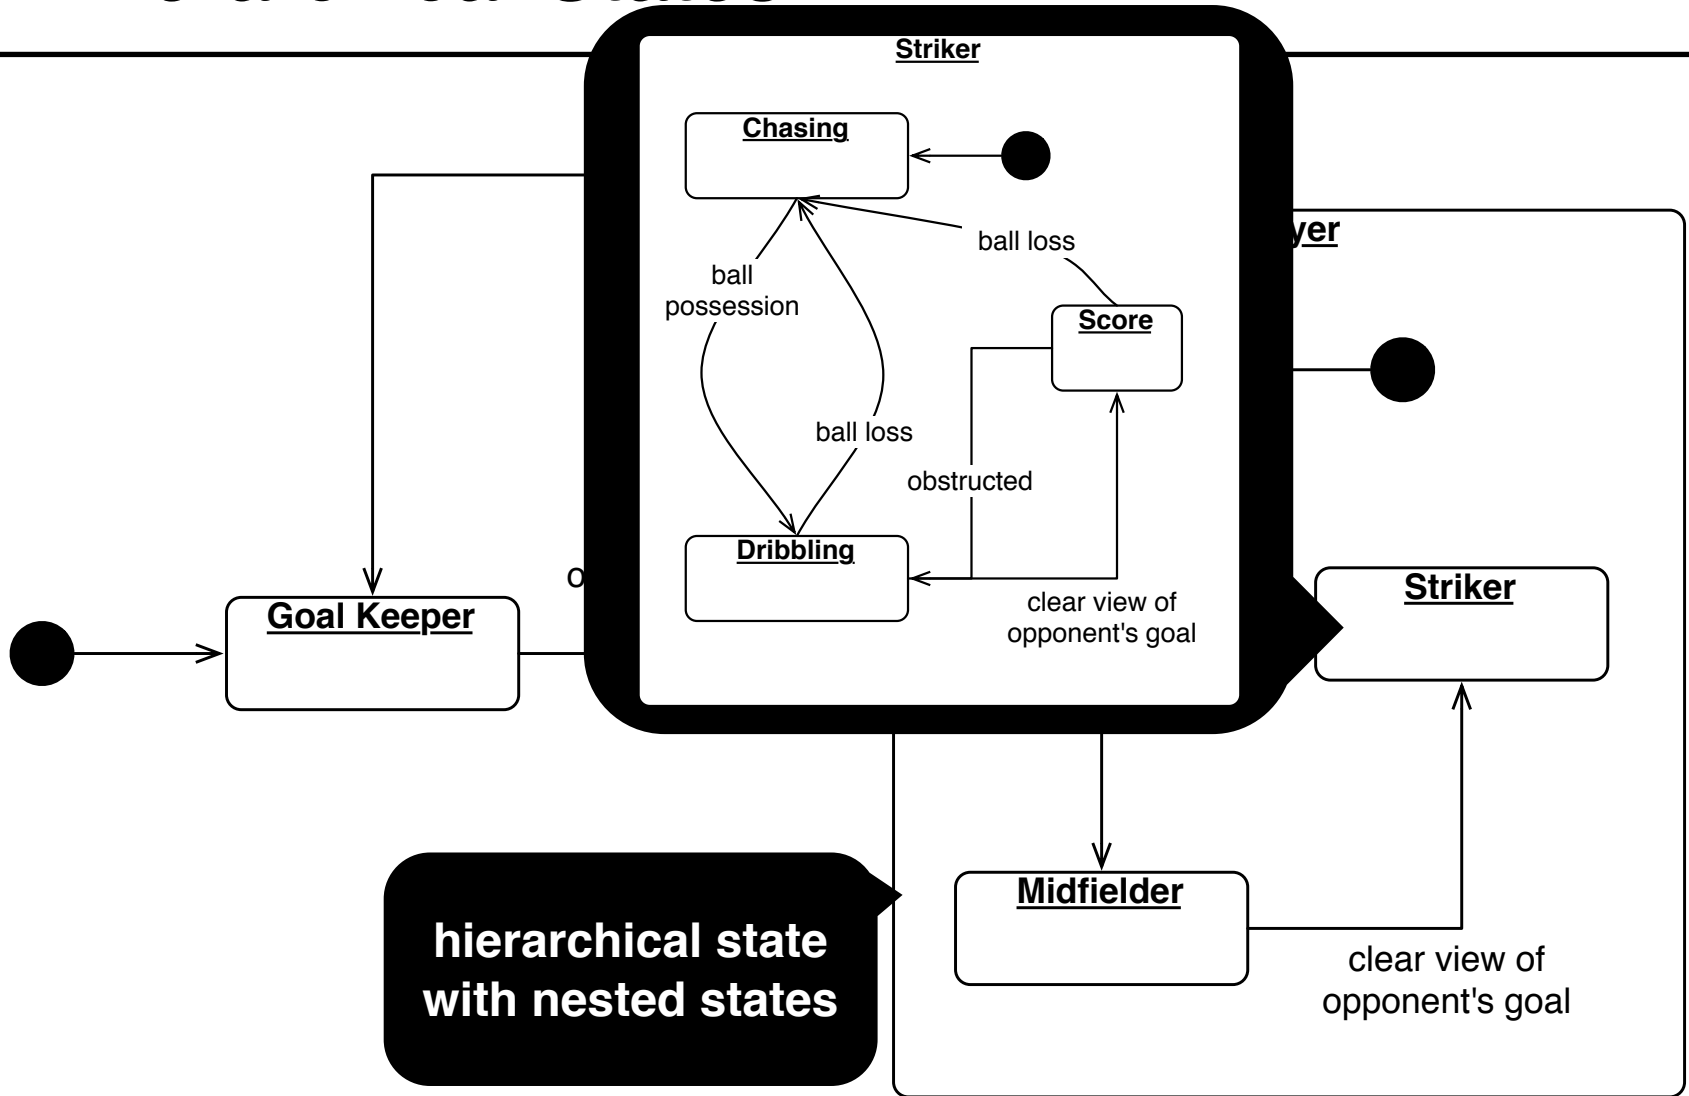 Striker
Chasing
ball loss
yer
ball
possession
Score
ball loss
obstructed
Dribbling
o
clear view of
opponent's goal
Striker
Goal Keeper
Midfielder
hierarchical state
with nested states
clear view of
opponent's goal